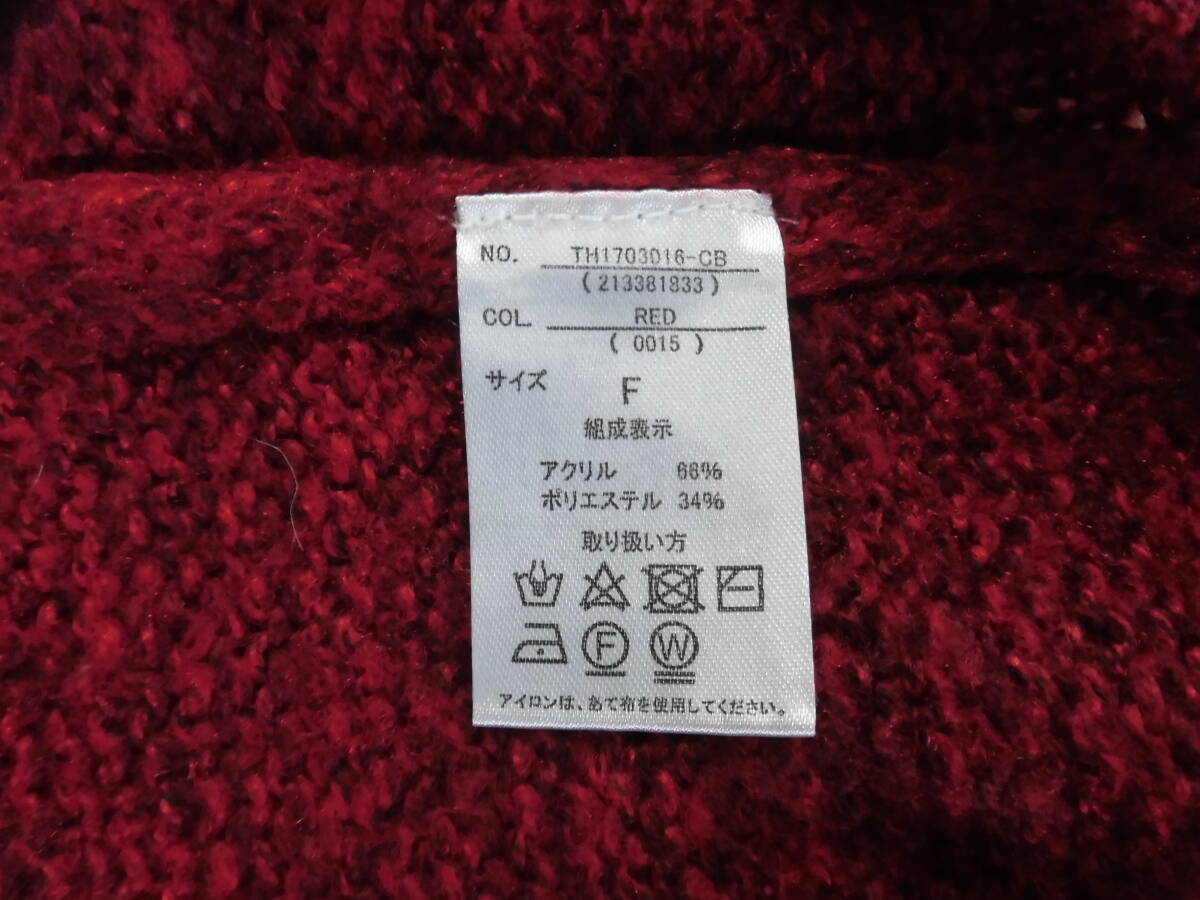 NO. TH1703016-CB
( 213381833 )
COL. RED
( 0015 )
サイズ F
組成表示
アクリル 66%
ポリエステル 34%
取り扱い方
F W
アイロンは、あて布を使用してください。